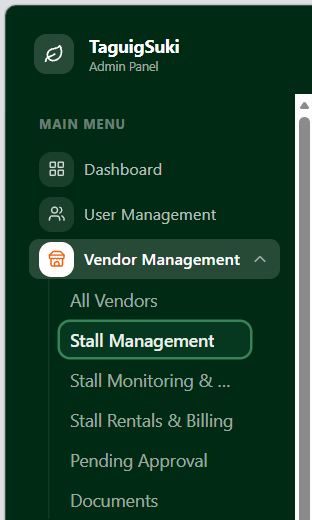 TaguigSuki
Admin Panel
MAIN MENU
Dashboard
User Management
Vendor Management
All Vendors
Stall Management
Stall Monitoring & ...
Stall Rentals & Billing
Pending Approval
Documents